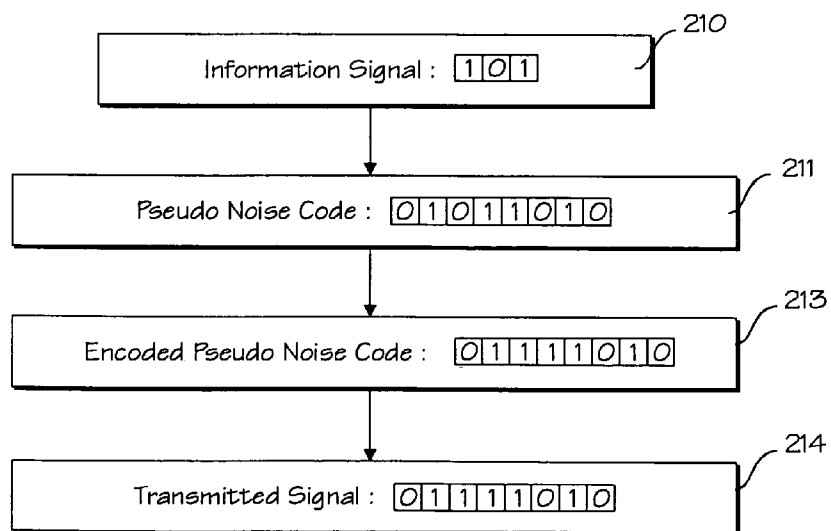 210
Information Signal : 1 0 1
211
Pseudo Noise Code : 0 1 0 1 1 0 1 0
213
Encoded Pseudo Noise Code : 0 1 1 1 1 0 1 0
214
Transmitted Signal : 0 1 1 1 1 0 1 0